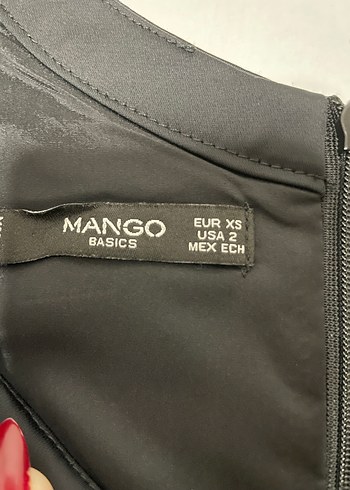 MANGO
BASICS
EUR XS
USA 2
MEX ECH